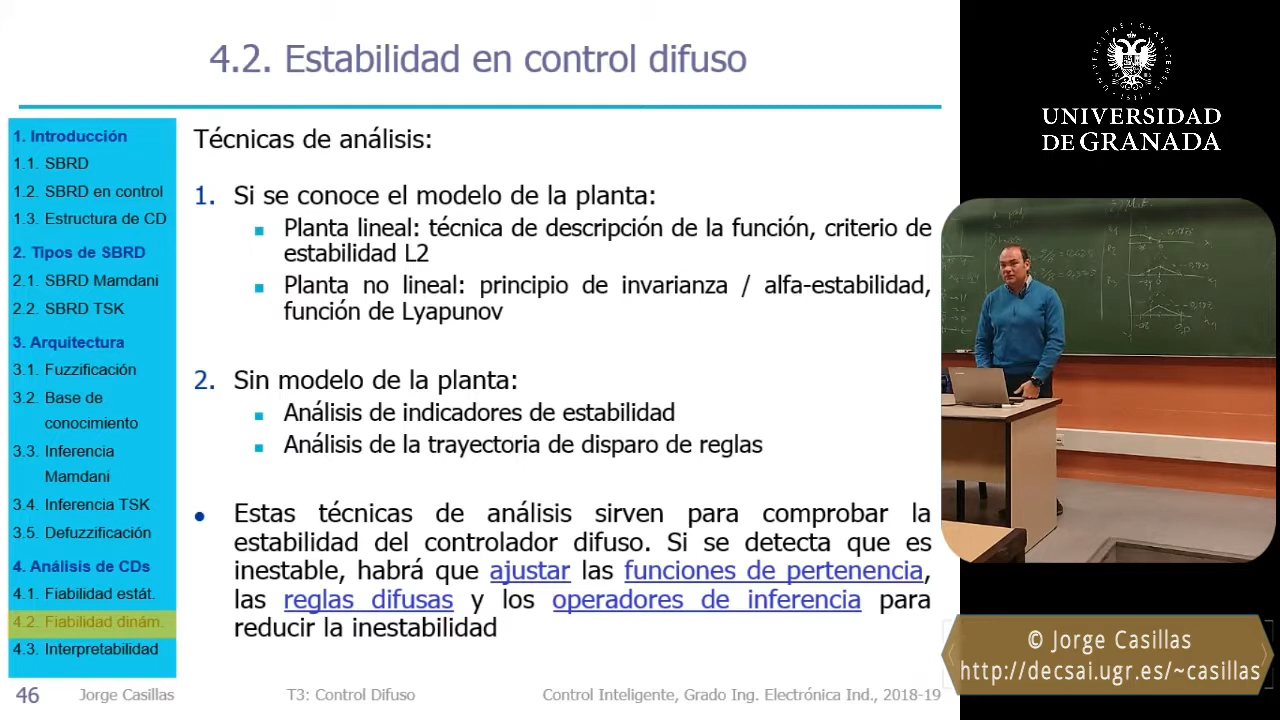 4.2. Estabilidad en control difuso
1. Introducción
1.1. SBRD
1.2. SBRD en control
1.3. Estructura de CD
2. Tipos de SBRD
2.1. SBRD Mamdani
2.2. SBRD TSK
3. Arquitectura
3.1. Fuzzificación
3.2. Base de
conocimiento
3.3. Inferencia
Mamdani
3.4. Inferencia TSK
3.5. Defuzzificación
4. Análisis de CDs
4.1. Fiabilidad estát.
4.2. Fiabilidad dinám.
4.3. Interpretabilidad
Técnicas de análisis:
1. Si se conoce el modelo de la planta:
Planta lineal: técnica de descripción de la función, criterio de
estabilidad L2
Planta no lineal: principio de invarianza / alfa-estabilidad,
función de Lyapunov
2. Sin modelo de la planta:
Análisis de indicadores de estabilidad
Análisis de la trayectoria de disparo de reglas
• Estas técnicas de análisis sirven para comprobar la
estabilidad del controlador difuso. Si se detecta que es
inestable, habrá que ajustar las funciones de pertenencia,
las reglas difusas y los operadores de inferencia para
reducir la inestabilidad
46 Jorge Casillas T3: Control Difuso Control Inteligente, Grado Ing. Electrónica Ind., 2018-19
UNIVERSIDAD
DE GRANADA
© Jorge Casillas
http://decsai.ugr.es/~casillas